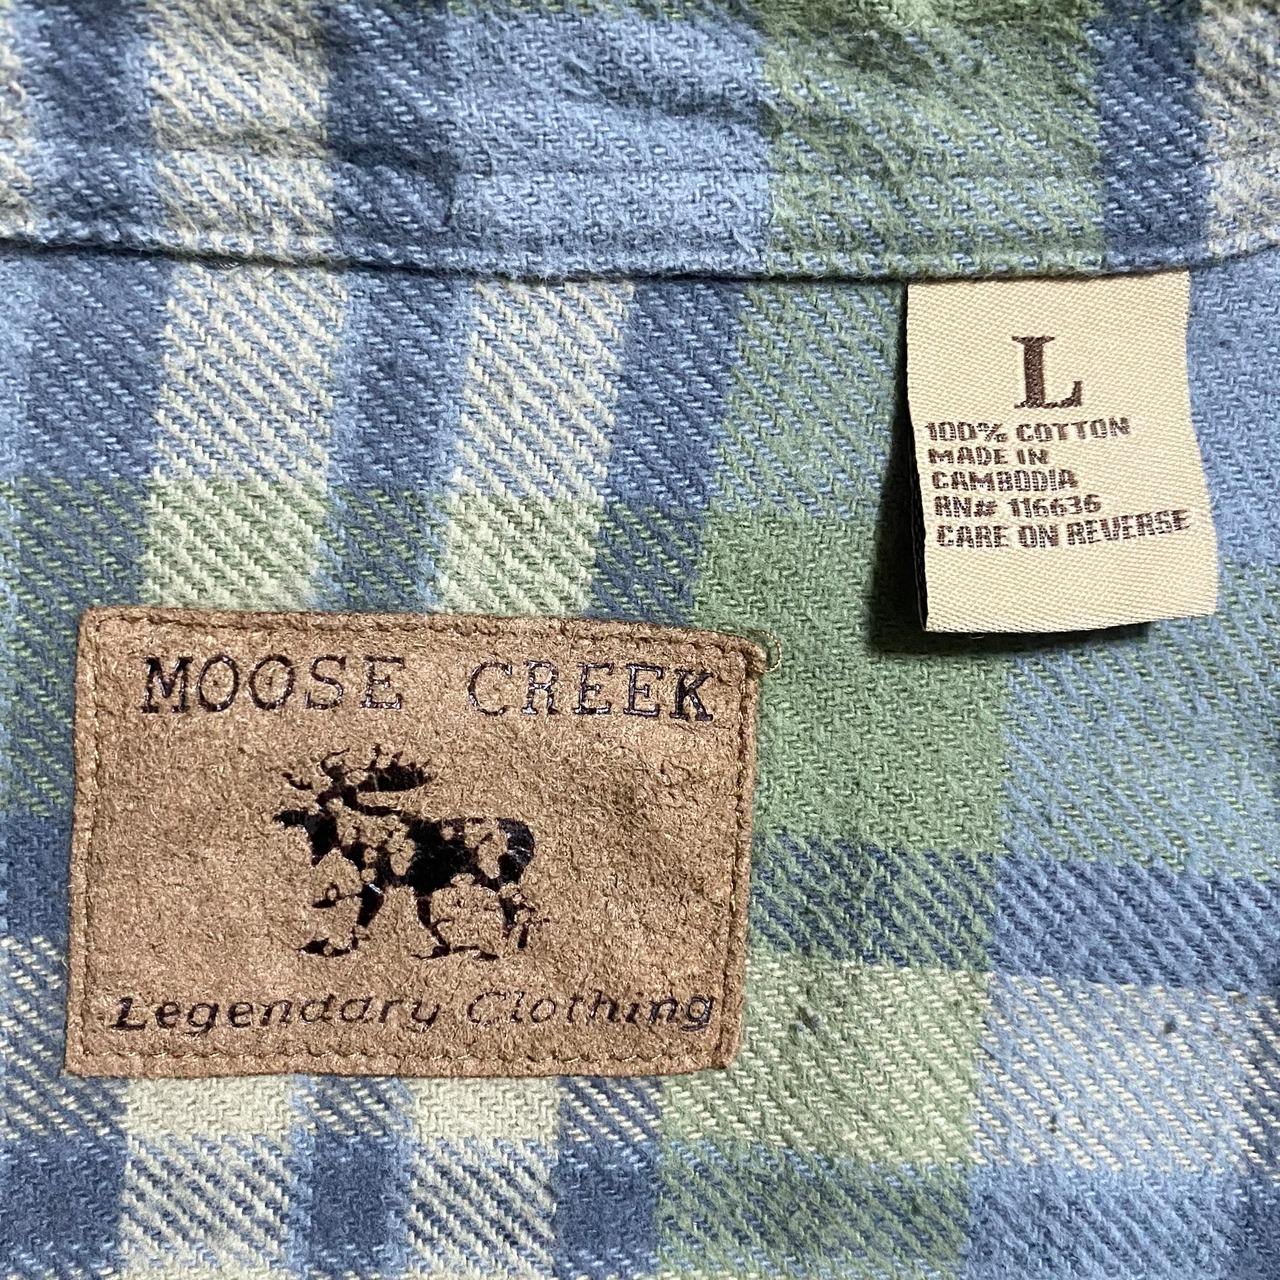 L
100% COTTON
MADE IN
CAMBODIA
RN# 116636
CARE ON REVERSE
MOOSE CREEK
Legendary Clothing